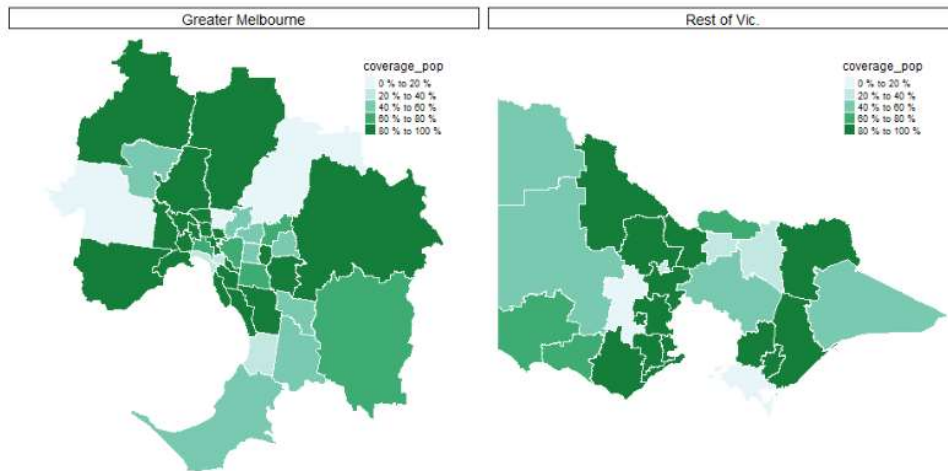 Greater Melbourne
Rest of Vic.
coverage_pop
0 % to 20 %
20 % to 40 %
40 % to 60 %
60 % to 80 %
80 % to 100 %
coverage_pop
0 % to 20 %
20 % to 40 %
40 % to 60 %
60 % to 80 %
80 % to 100 %